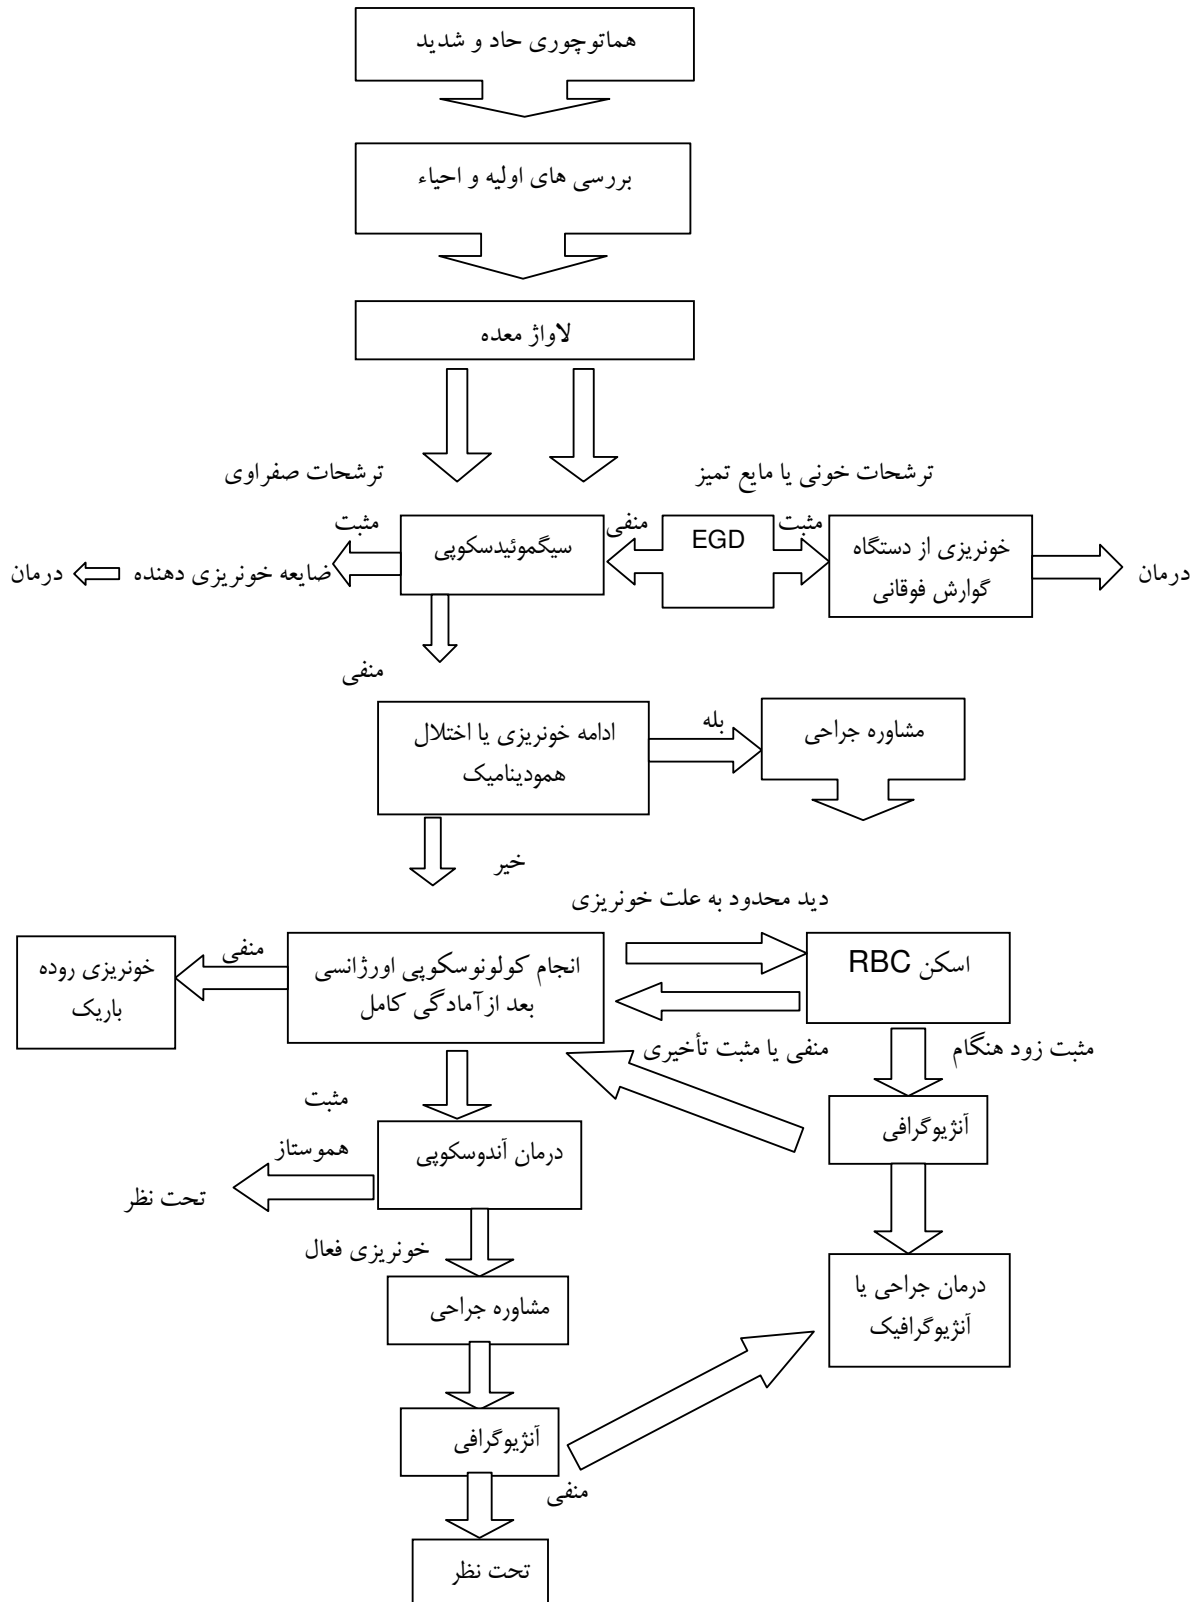 هماتوچوری حاد و شدید
بررسی های اولیه و احیاء
لاواژ معده
ترشحات خونی یا مایع تمیز
ترشحات صفراوی
خونریزی از دستگاه
گوارش فوقانی
مثبت
EGD
منفی
سیگموئیدسکوپی
مثبت
درمان
ضایعه خونریزی دهنده
درمان
منفی
مشاوره جراحی
بله
ادامه خونریزی یا اختلال
همودینامیک
خیر
دید محدود به علت خونریزی
اسکن RBC
انجام کولونوسکوپی اورژانسی
بعد ازآمادگی کامل
منفی
خونریزی روده
باریک
مثبت زود هنگام
منفی یا مثبت تأخیری
مثبت
آنژیوگرافی
درمان آندوسکوپی
هموستاز
تحت نظر
خونریزی فعال
درمان جراحی یا
آنژیوگرافیک
مشاوره جراحی
آنژیوگرافی
منفی
تحت نظر